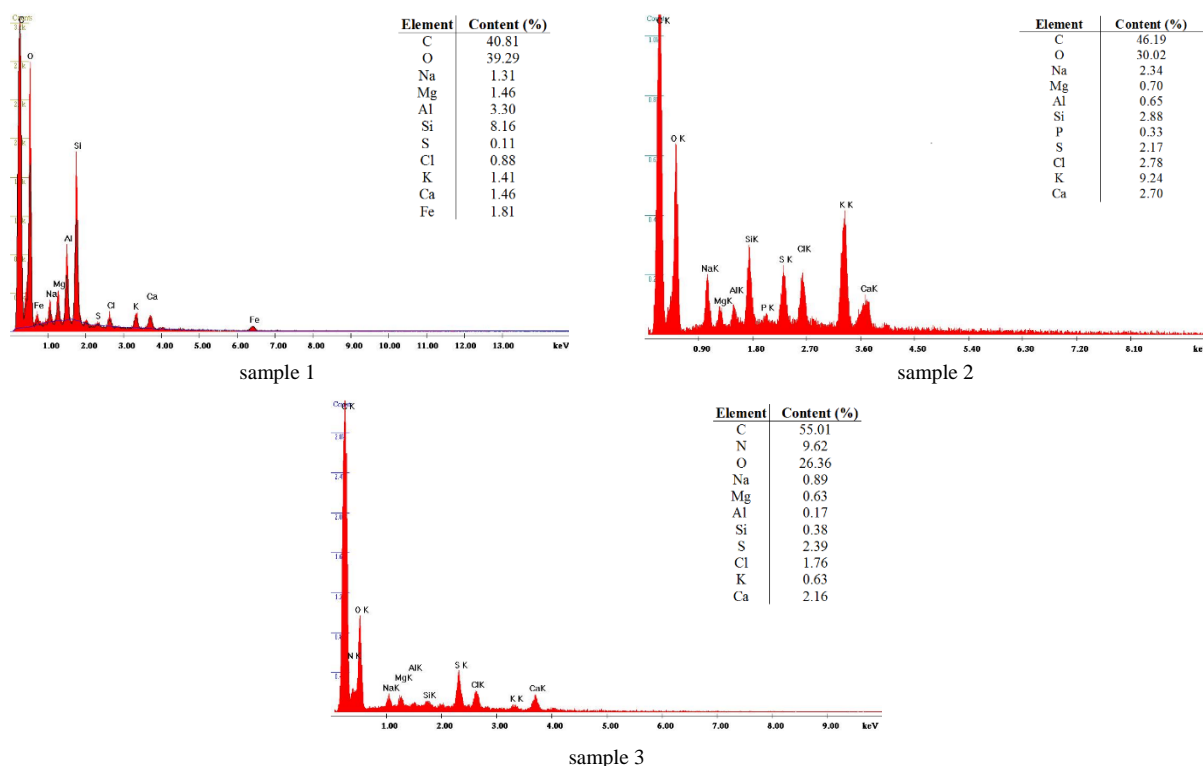 Element Content (%)
C 40.81
O 39.29
Na 1.31
Mg 1.46
Al 3.30
Si 8.16
S 0.11
Cl 0.88
K 1.41
Ca 1.46
Fe 1.81
O
Si
Al
Fe
Na
Mg
S
Cl
K
Ca
Fe
1.00 2.00 3.00 4.00 5.00 6.00 7.00 8.00 9.00 10.00 11.00 12.00 13.00 keV
sample 1
Element Content (%)
C 46.19
O 30.02
Na 2.34
Mg 0.70
Al 0.65
Si 2.88
P 0.33
S 2.17
Cl 2.78
K 9.24
Ca 2.70
O K
NaK
MgK
AlK
SiK
P K
S K
ClK
K K
CaK
0.90 1.80 2.70 3.60 4.50 5.40 6.30 7.20 8.10
sample 2
Element Content (%)
C 55.01
N 9.62
O 26.36
Na 0.89
Mg 0.63
Al 0.17
Si 0.38
S 2.39
Cl 1.76
K 0.63
Ca 2.16
C K
N K
O K
NaK
MgK
AlK
SiK
S K
ClK
K K
CaK
1.00 2.00 3.00 4.00 5.00 6.00 7.00 8.00 9.00 keV
sample 3